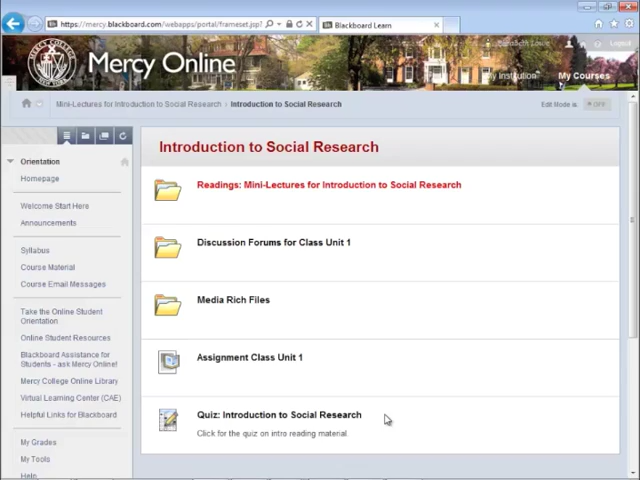 https://mercy.blackboard.com/webapps/portal/frameset.jsp?
Blackboard Learn
MERCY COLLEGE
Mercy Online
Logout
My Institution
My Courses
Mini-Lectures for Introduction to Social Research > Introduction to Social Research
Edit Mode is: OFF
Orientation
Homepage
Welcome Start Here
Announcements
Syllabus
Course Material
Course Email Messages
Take the Online Student
Orientation
Online Student Resources
Blackboard Assistance for
Students - ask Mercy Online!
Mercy College Online Library
Virtual Learning Center (CAE)
Helpful Links for Blackboard
My Grades
My Tools
Help
Introduction to Social Research
Readings: Mini-Lectures for Introduction to Social Research
Discussion Forums for Class Unit 1
Media Rich Files
Assignment Class Unit 1
Quiz: Introduction to Social Research
Click for the quiz on intro reading material